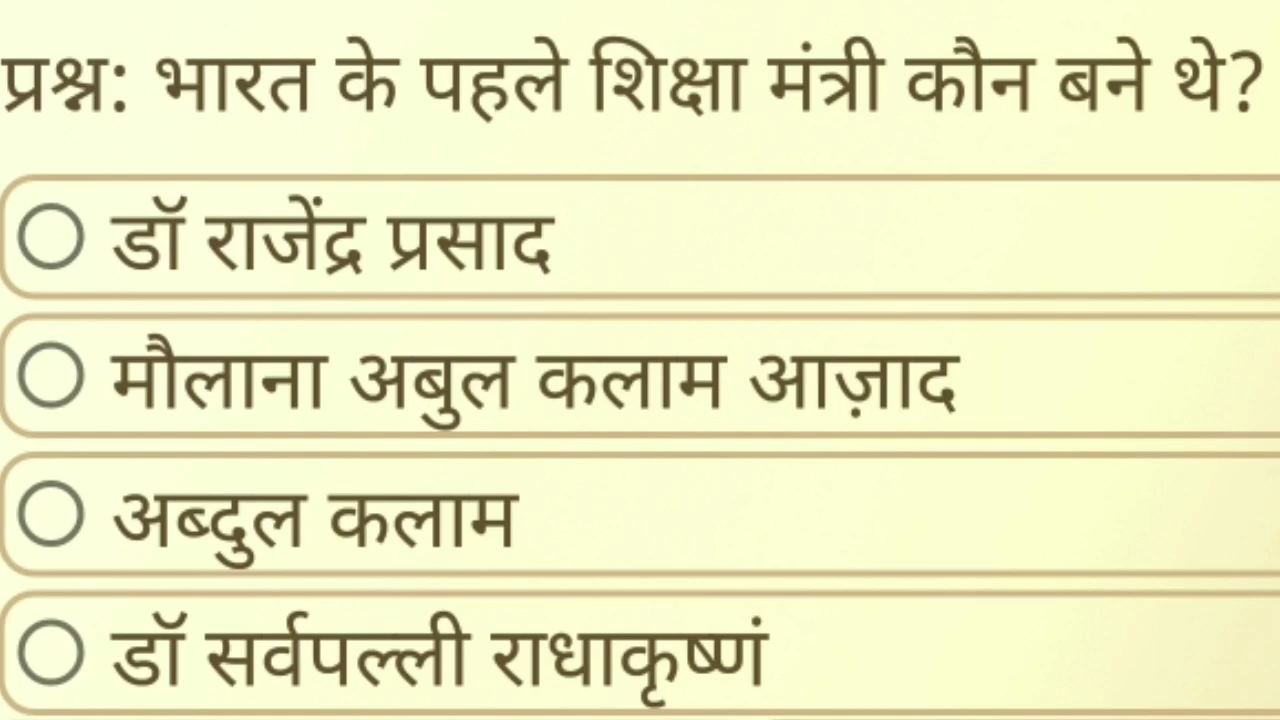 प्रश्न: भारत के पहले शिक्षा मंत्री कौन बने थे?
डॉ राजेंद्र प्रसाद
मौलाना अबुल कलाम आज़ाद
अब्दुल कलाम
डॉ सर्वपल्ली राधाकृष्णं